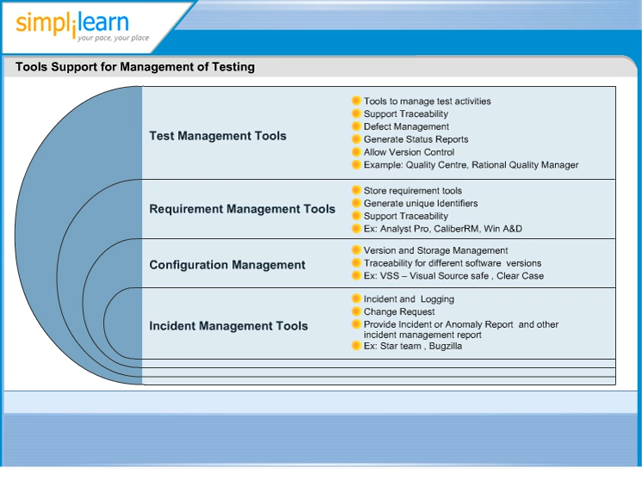 simplilearn
your pace, your place
Tools Support for Management of Testing
Test Management Tools
Tools to manage test activities
Support Traceability
Defect Management
Generate Status Reports
Allow Version Control
Example: Quality Centre, Rational Quality Manager
Requirement Management Tools
Store requirement tools
Generate unique Identifiers
Support Traceability
Ex: Analyst Pro, CaliberRM, Win A&D
Configuration Management
Version and Storage Management
Traceability for different software versions
Ex: VSS – Visual Source safe , Clear Case
Incident Management Tools
Incident and Logging
Change Request
Provide Incident or Anomaly Report and other
incident management report
Ex: Star team , Bugzilla